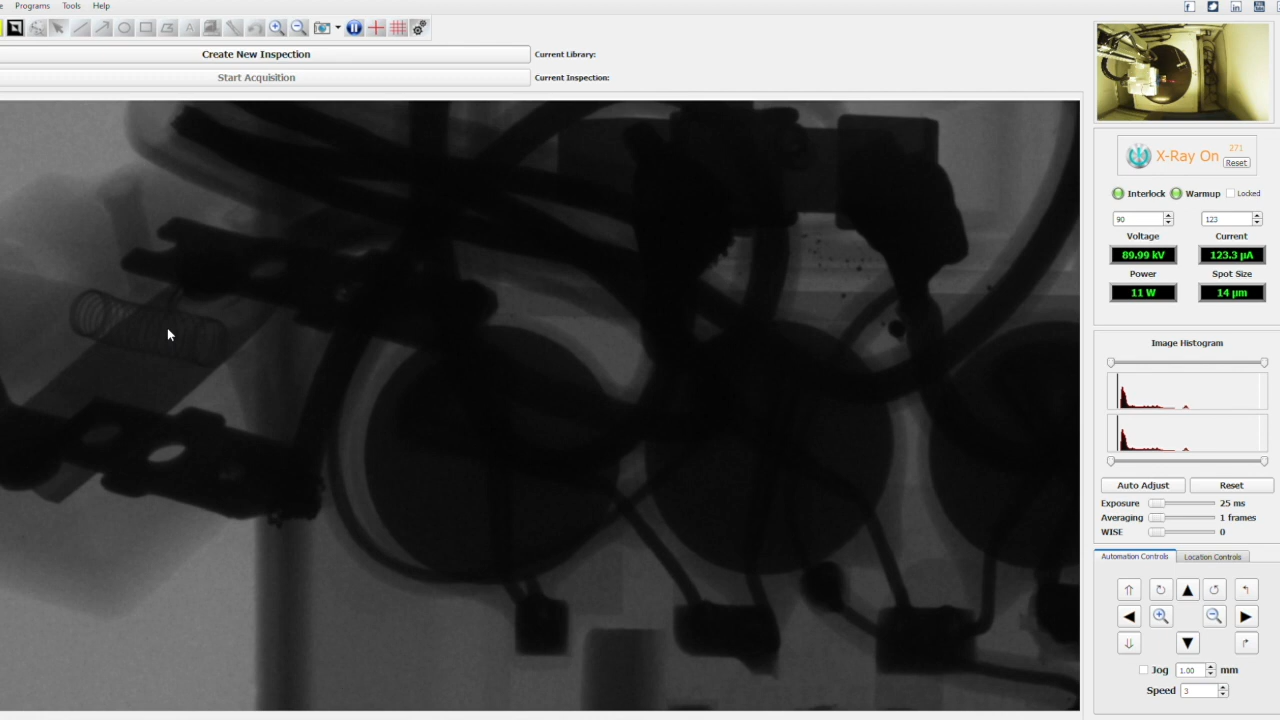 Programs Tools Help
Create New Inspection
Current Library:
Start Acquisition
Current Inspection:
X-Ray On
271
Reset
Interlock
Warmup
Locked
90
123
Voltage
Current
89.99 kV
123.3 µA
Power
Spot Size
11 W
14 µm
Image Histogram
Auto Adjust
Reset
Exposure
25 ms
Averaging
1 frames
WISE
0
Automation Controls
Location Controls
Jog
1.00
mm
Speed
3